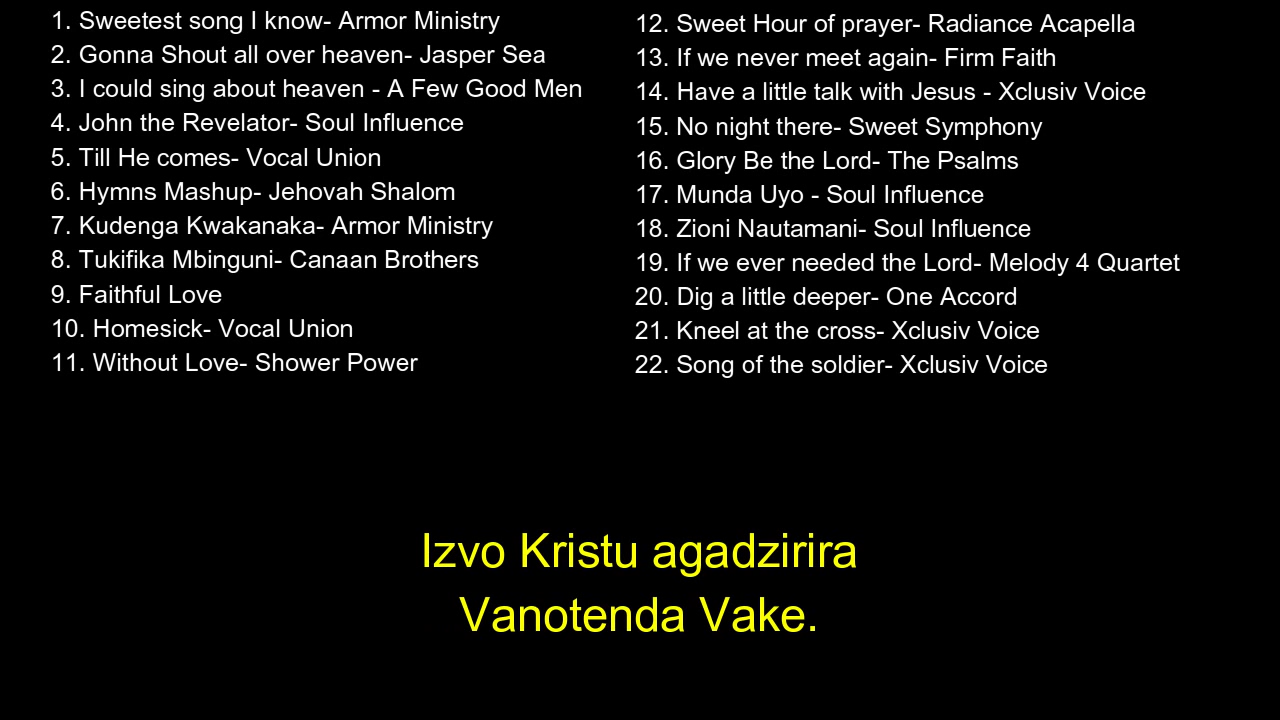 1. Sweetest song I know- Armor Ministry
2. Gonna Shout all over heaven- Jasper Sea
3. I could sing about heaven - A Few Good Men
4. John the Revelator- Soul Influence
5. Till He comes- Vocal Union
6. Hymns Mashup- Jehovah Shalom
7. Kudenga Kwakanaka- Armor Ministry
8. Tukifika Mbinguni- Canaan Brothers
9. Faithful Love
10. Homesick- Vocal Union
11. Without Love- Shower Power
12. Sweet Hour of prayer- Radiance Acapella
13. If we never meet again- Firm Faith
14. Have a little talk with Jesus - Xclusiv Voice
15. No night there- Sweet Symphony
16. Glory Be the Lord- The Psalms
17. Munda Uyo - Soul Influence
18. Zioni Nautamani- Soul Influence
19. If we ever needed the Lord- Melody 4 Quartet
20. Dig a little deeper- One Accord
21. Kneel at the cross- Xclusiv Voice
22. Song of the soldier- Xclusiv Voice
Izvo Kristu agadzirira
Vanotenda Vake.